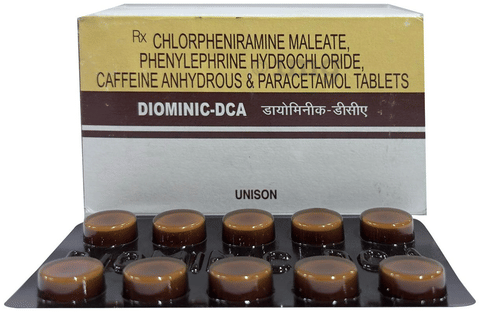 Rx CHLORPHENIRAMINE MALEATE,
PHENYLEPHRINE HYDROCHLORIDE,
CAFFEINE ANHYDROUS & PARACETAMOL TABLETS
DIOMINIC-DCA डायोमिनीक-डीसीए
UNISON